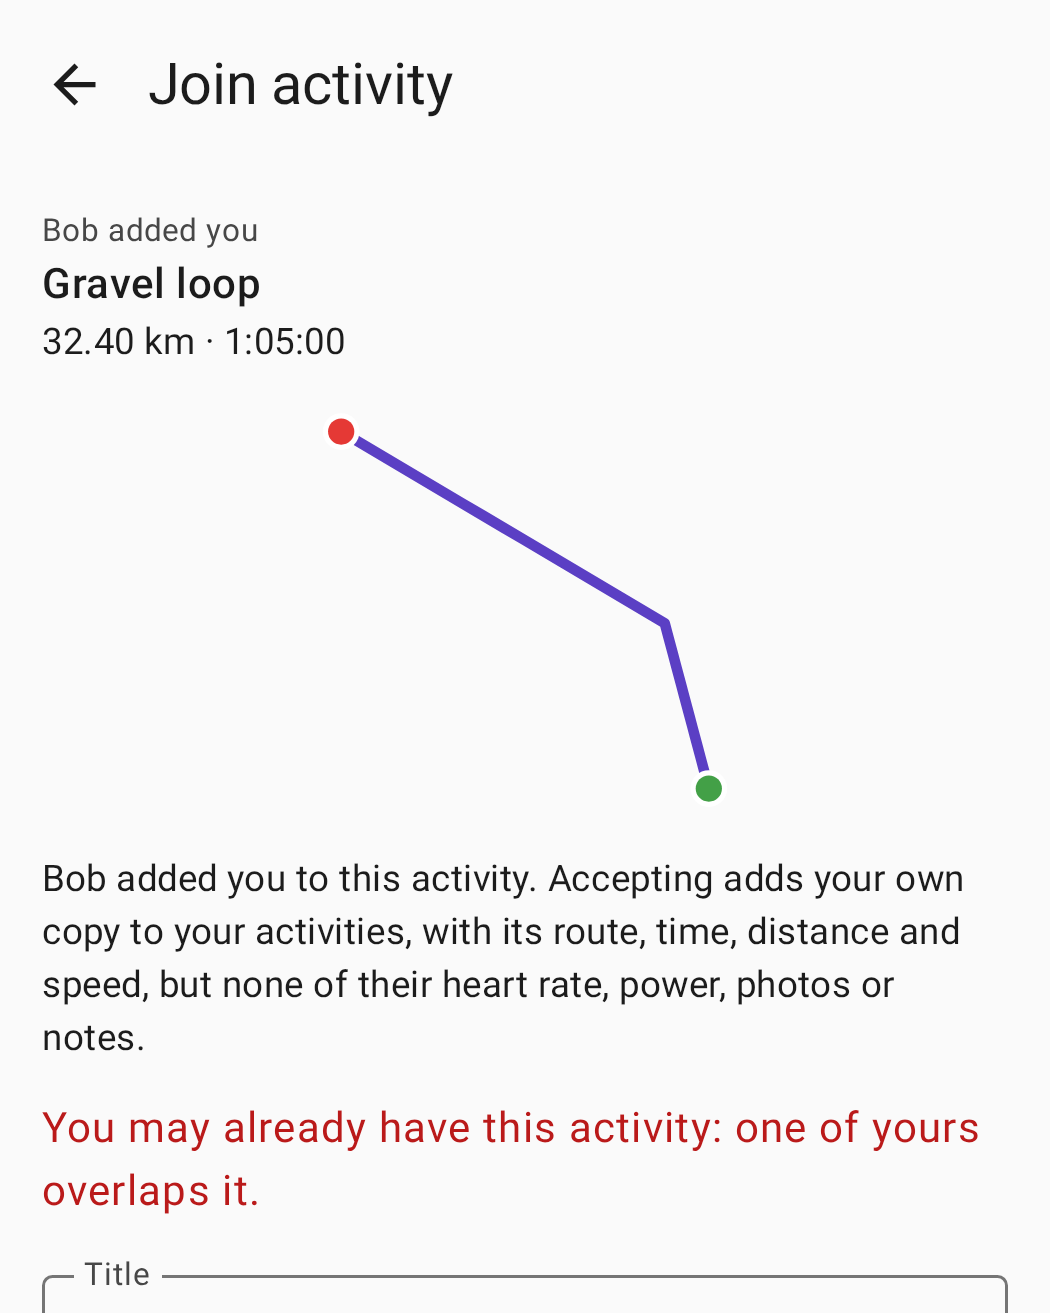 Join activity
Bob added you
Gravel loop
32.40 km · 1:05:00
Bob added you to this activity. Accepting adds your own
copy to your activities, with its route, time, distance and
speed, but none of their heart rate, power, photos or
notes.
You may already have this activity: one of yours
overlaps it.
Title